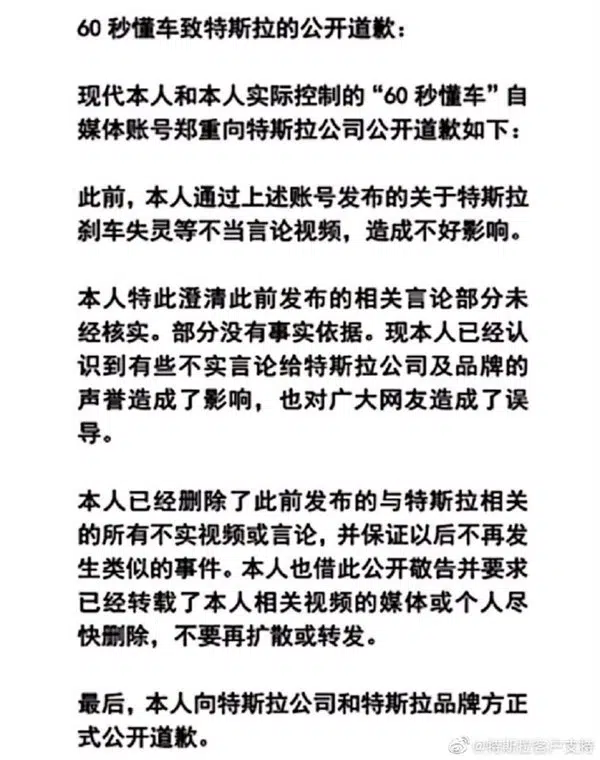 60 秒懂车致特斯拉的公开道歉：
现代本人和本人实际控制的“60 秒懂车”自
媒体账号郑重向特斯拉公司公开道歉如下：
此前，本人通过上述账号发布的关于特斯拉
刹车失灵等不当言论视频，造成不好影响。
本人特此澄清此前发布的相关言论部分未
经核实。部分没有事实依据。现本人已经认
识到有些不实言论给特斯拉公司及品牌的
声誉造成了影响，也对广大网友造成了误
导。
本人已经删除了此前发布的与特斯拉相关
的所有不实视频或言论，并保证以后不再发
生类似的事件。本人也借此公开敬告并要求
已经转载了本人相关视频的媒体或个人尽
快删除，不要再扩散或转发。
最后，本人向特斯拉公司和特斯拉品牌方正
式公开道歉。
@特斯拉客户支持